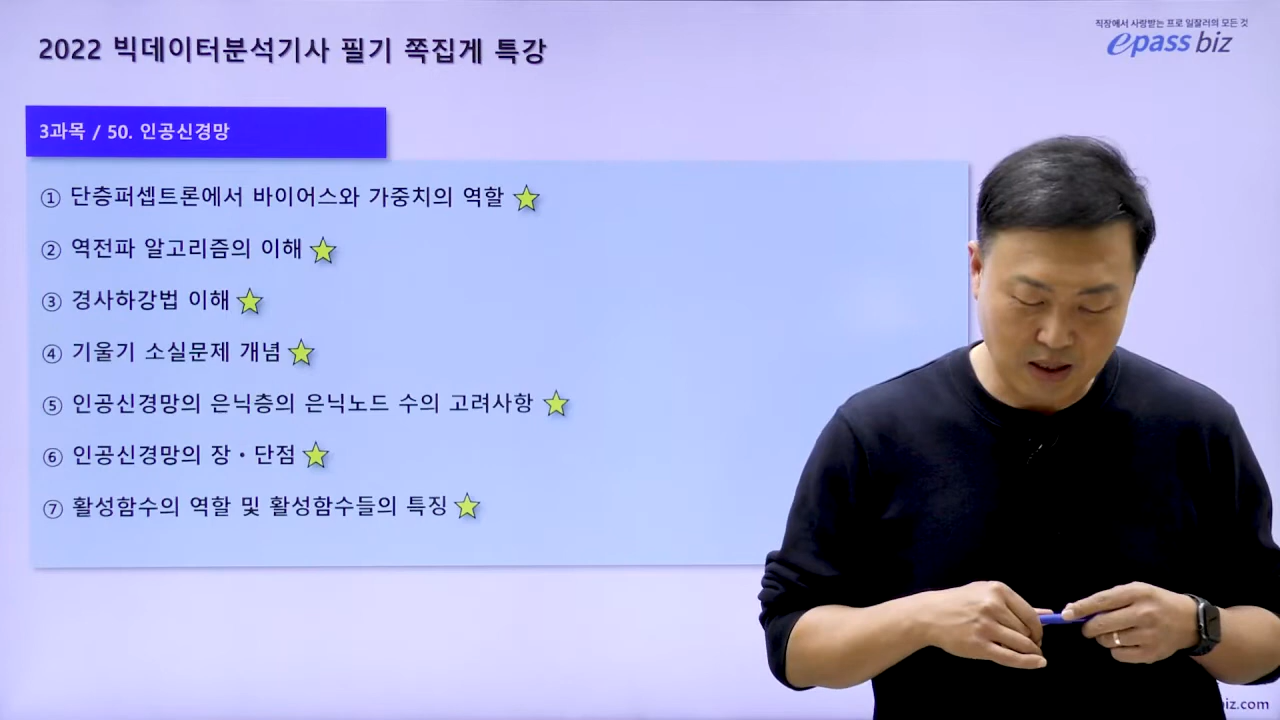 2022 빅데이터분석기사 필기 쪽집게 특강
직장에서 사랑받는 프로 일잘러의 모든 것
epass biz
3과목 / 50. 인공신경망
① 단층퍼셉트론에서 바이어스와 가중치의 역할
② 역전파 알고리즘의 이해
③ 경사하강법 이해
④ 기울기 소실문제 개념
⑤ 인공신경망의 은닉층의 은닉노드 수의 고려사항
⑥ 인공신경망의 장・단점
⑦ 활성함수의 역할 및 활성함수들의 특징
iz.com